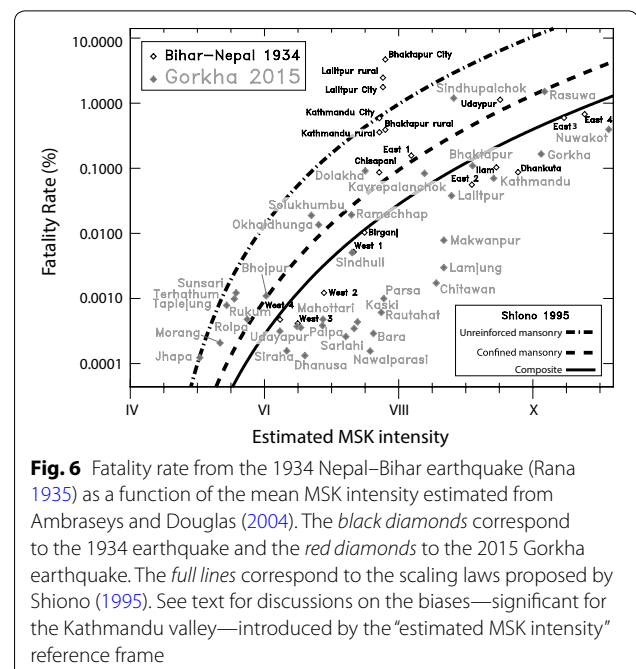 10.0000
1.0000
0.1000
0.0100
0.0010
0.0001
Fatality Rate (%)
Bihar-Nepal 1934
Gorkha 2015
Bhaktapur City
Lalitpur rural
Lalitpur City
Sindhupalchok
Rasuwa
Udaypur
Kathmandu City
Bhaktapur rural
Kathmandu rural
East 3
East 4
Nuwakot
East 1
Chisapani
Bhaktapur
Gorkha
Dolakha
Ilam
Dhankuta
Kavrepalanchok
East 2
Kathmandu
Lalitpur
Solukhumbu
Ramechhap
Okhaldhunga
Birganj
Makwanpur
West 1
Sindhuli
Bhojpur
Lamjung
Sunsari
Chitawan
Terhathum
West 2
Parsa
Taplejung
West 4
Mahottari
Kaski
Rukum
Rautahat
Rolpa
West 3
Morang
Udayapur
Palpa
Bara
Sarlahi
Jhapa
Siraha
Dhanusa
Nawalparasi
Shiono 1995
Unreinforced mansonry
Confined mansonry
Composite
IV VI VIII X
Estimated MSK intensity
Fig. 6 Fatality rate from the 1934 Nepal–Bihar earthquake (Rana
1935) as a function of the mean MSK intensity estimated from
Ambraseys and Douglas (2004). The black diamonds correspond
to the 1934 earthquake and the red diamonds to the 2015 Gorkha
earthquake. The full lines correspond to the scaling laws proposed by
Shiono (1995). See text for discussions on the biases—significant for
the Kathmandu valley—introduced by the “estimated MSK intensity”
reference frame